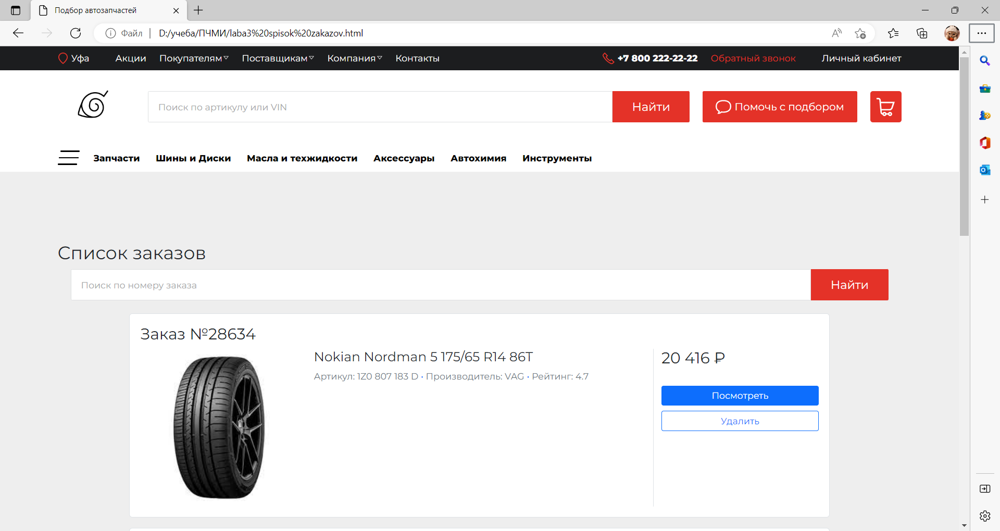 Подбор автозапчастей
Файл
D:/учеба/ПЧМИ/laba3%20spisok%20zakazov.html
Уфа Акции Покупателям Поставщикам Компания Контакты +7 800 222-22-22 Обратный звонок Личный кабинет
Поиск по артикулу или VIN Найти Помочь с подбором
Запчасти Шины и Диски Масла и техжидкости Аксессуары Автохимия Инструменты
Список заказов
Поиск по номеру заказа Найти
Заказ №28634
Nokian Nordman 5 175/65 R14 86T
Артикул: 1Z0 807 183 D • Производитель: VAG • Рейтинг: 4.7
20 416 ₽
Посмотреть
Удалить